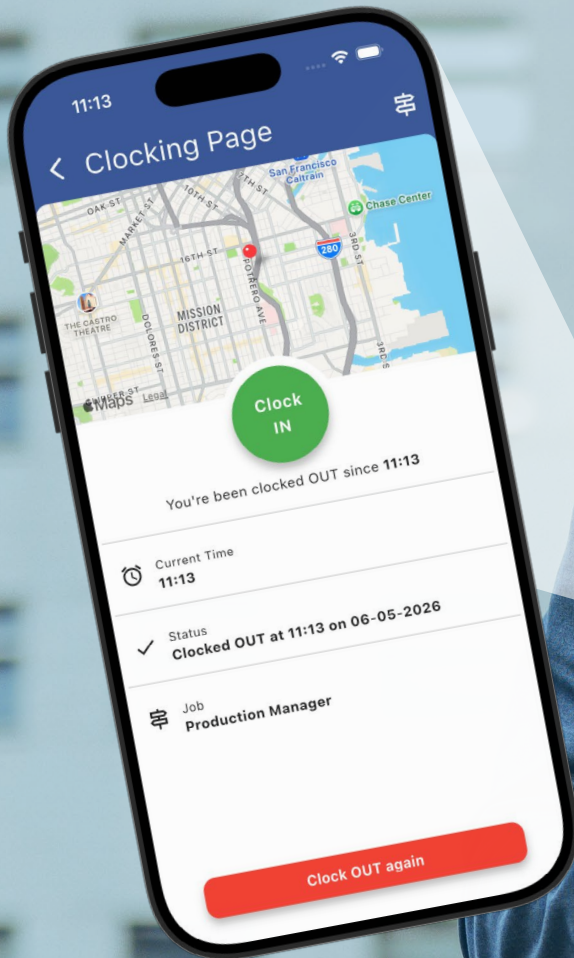 11:13
Clocking Page
San Francisco
Caltrain
7TH ST
10TH ST
OAK ST
MARKET ST
Chase Center
16TH ST
280
3RD ST
POTRERO AVE
THE CASTRO
THEATRE
DOLORES ST
MISSION
DISTRICT
3RD S
Maps
Legal
Clock
IN
You're been clocked OUT since 11:13
Current Time
11:13
Status
Clocked OUT at 11:13 on 06-05-2026
Job
Production Manager
Clock OUT again